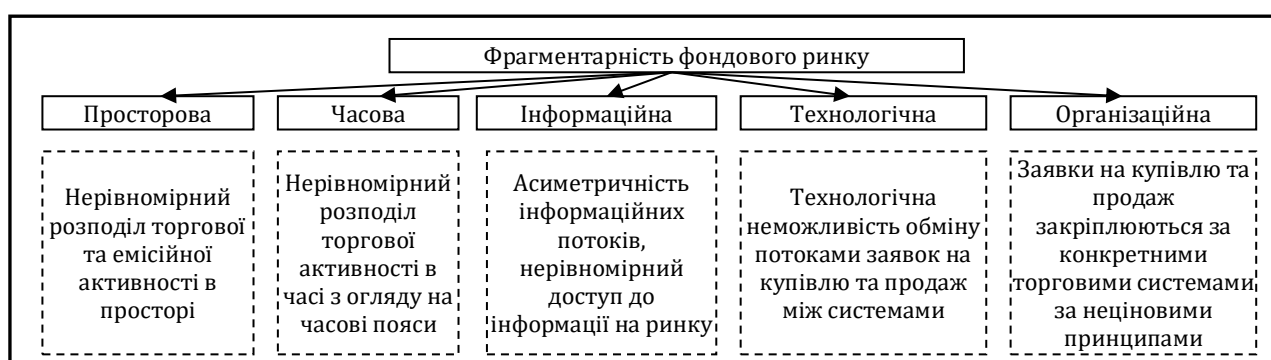 Фрагментарність фондового ринку
Просторова
Часова
Інформаційна
Технологічна
Організаційна
Нерівномірний
розподіл торгової
та емісійної
активності в
просторі
Нерівномірний
розподіл
торгової
активності в
часі з огляду на
часові пояси
Асиметричність
інформаційних
потоків,
нерівномірний
доступ до
інформації на ринку
Технологічна
неможливість обміну
потоками заявок на
купівлю та продаж
між системами
Заявки на купівлю та
продаж
закріплюються за
конкретними
торговими системами
за неціновими
принципами